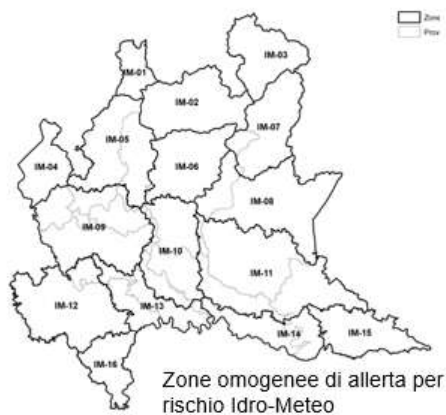 Zone
Prov
IM-03
IM-01
IM-02
IM-07
IM-05
IM-06
IM-04
IM-08
IM-09
IM-10
IM-11
IM-12
IM-13
IM-14
IM-15
IM-16
Zone omogenee di allerta per
rischio Idro-Meteo